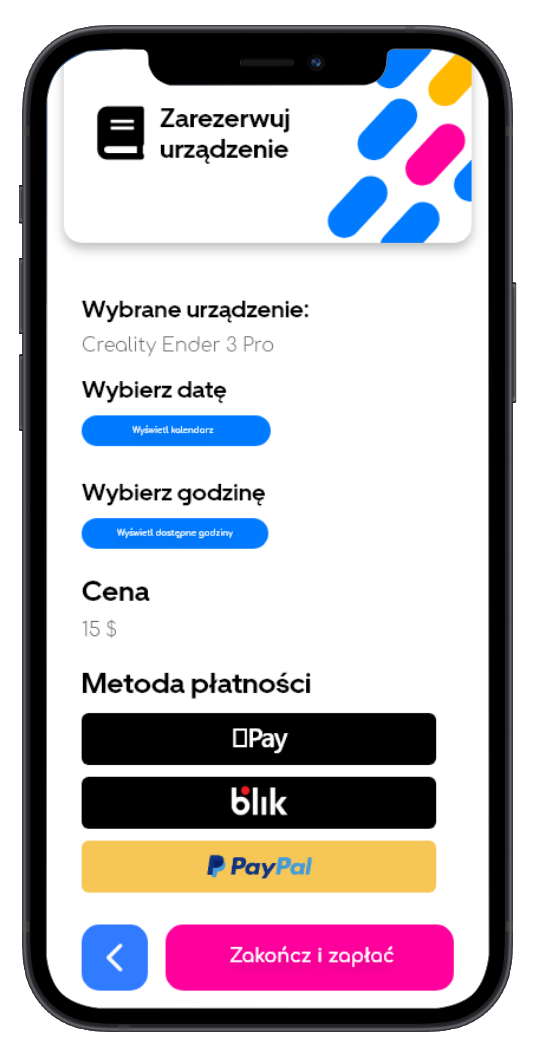 Zarezerwuj
urządzenie
Wybrane urządzenie:
Creality Ender 3 Pro
Wybierz datę
Wyświetl kalendarz
Wybierz godzinę
Wyświetl dostępne godziny
Cena
15 $
Metoda płatności
Pay
blik
PayPal
Zakończ i zapłać